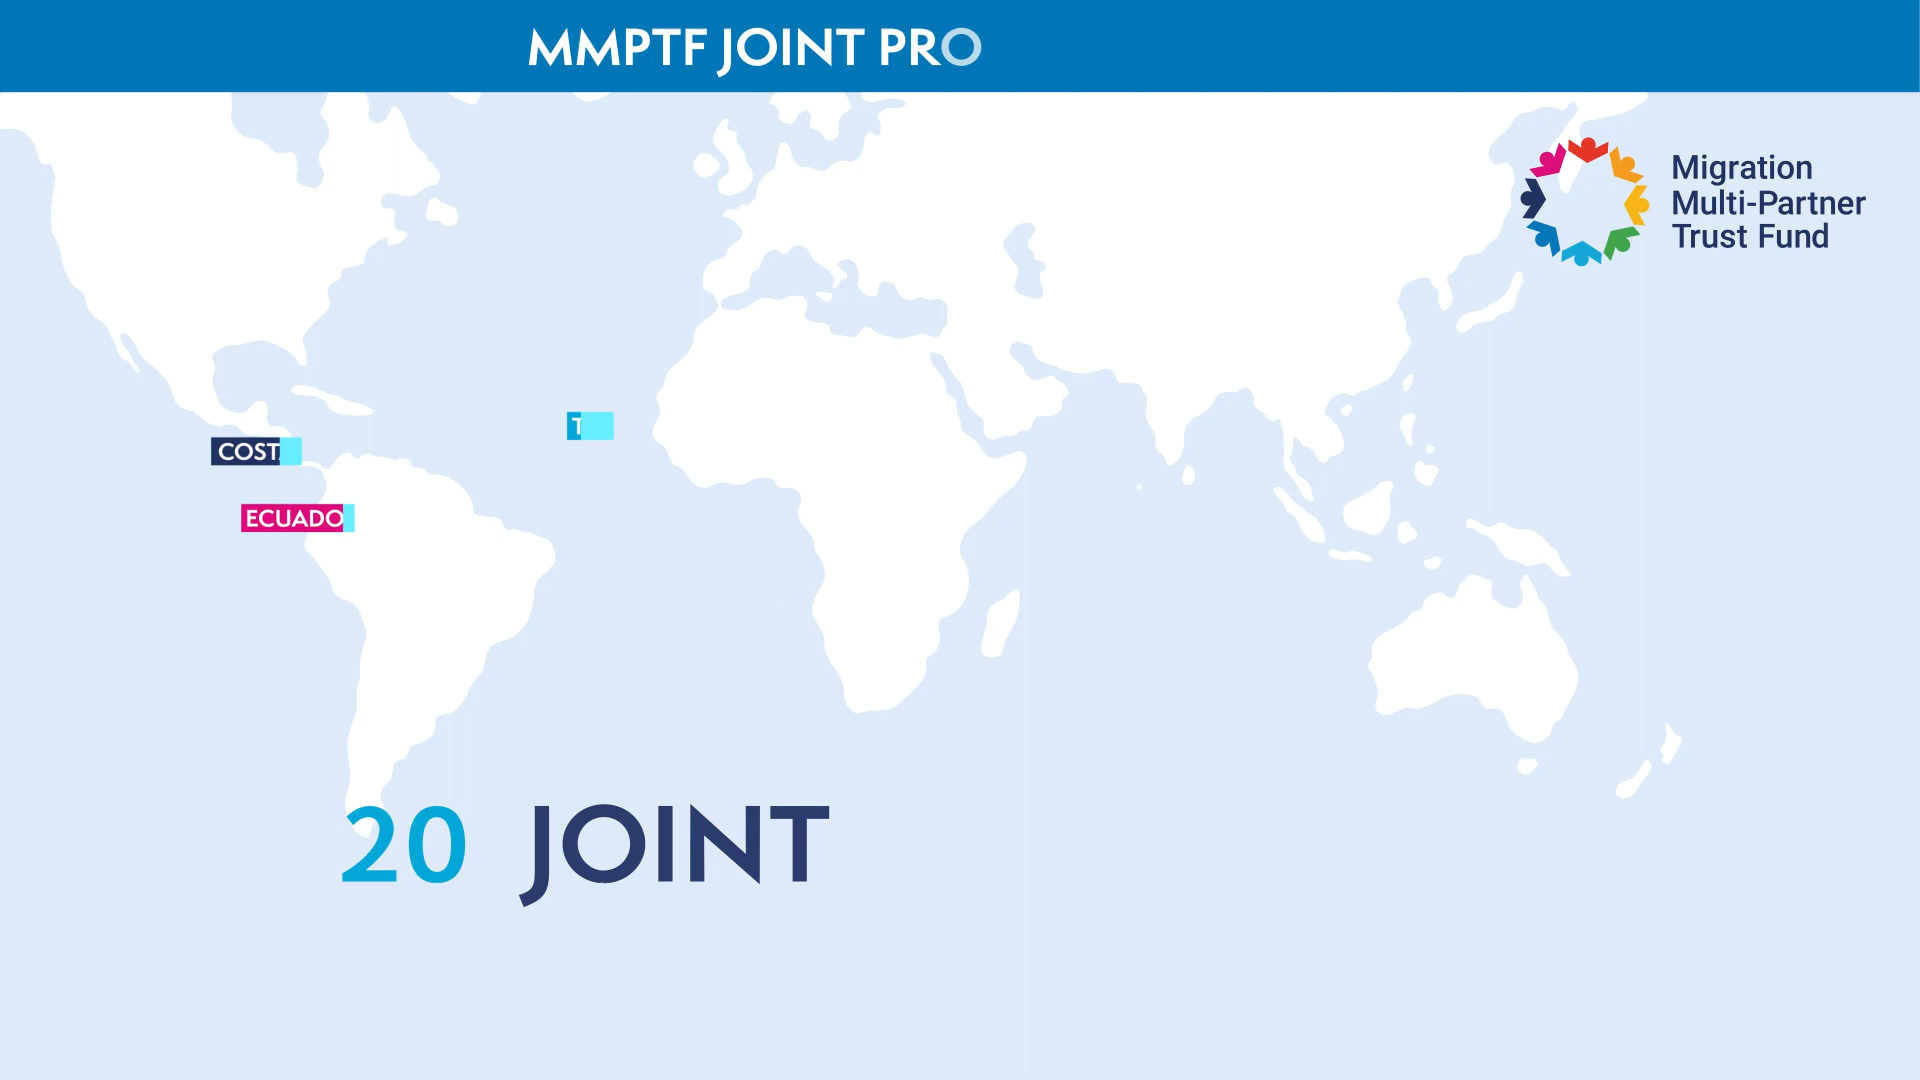 MMPTF JOINT PRO
Migration
Multi-Partner
Trust Fund
T
COST
ECUADO
20 JOINT